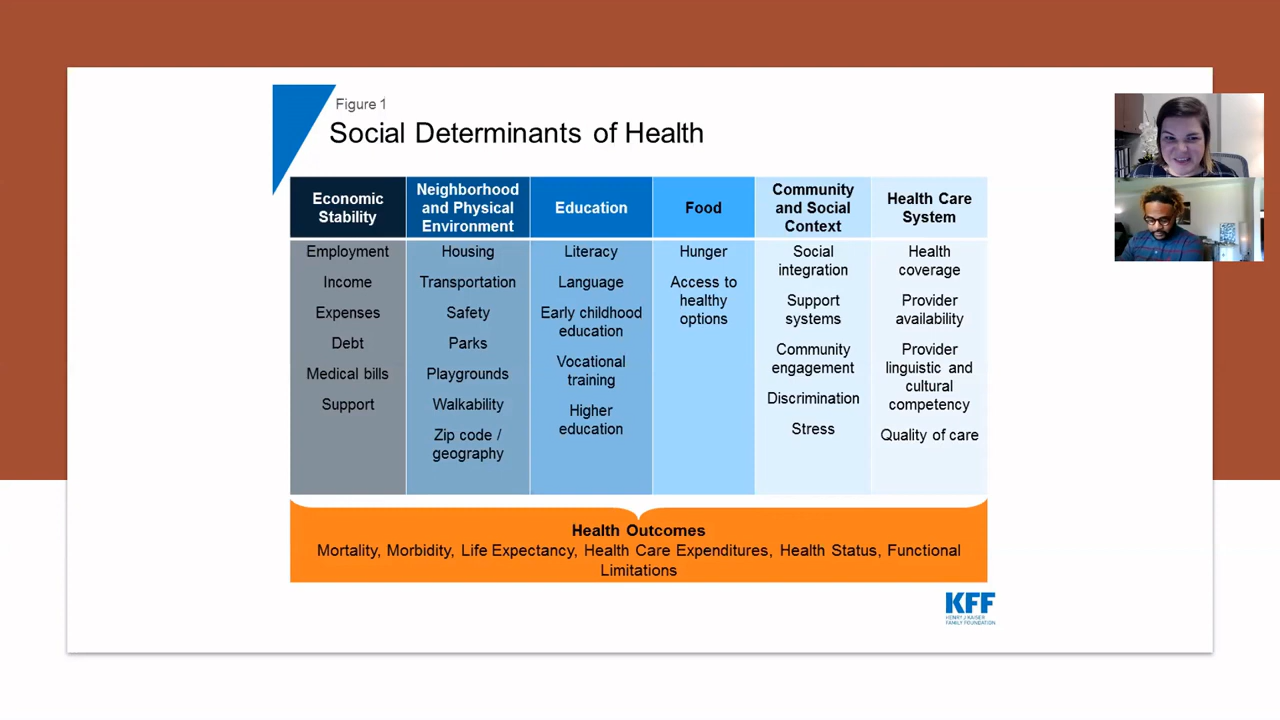 Figure 1
Social Determinants of Health
Economic
Stability
Employment
Income
Expenses
Debt
Medical bills
Support
Neighborhood
and Physical
Environment
Housing
Transportation
Safety
Parks
Playgrounds
Walkability
Zip code /
geography
Education
Literacy
Language
Early childhood
education
Vocational
training
Higher
education
Food
Hunger
Access to
healthy
options
Community
and Social
Context
Social
integration
Support
systems
Community
engagement
Discrimination
Stress
Health Care
System
Health
coverage
Provider
availability
Provider
linguistic and
cultural
competency
Quality of care
Health Outcomes
Mortality, Morbidity, Life Expectancy, Health Care Expenditures, Health Status, Functional
Limitations
KFF
HENRY J KAISER
FAMILY FOUNDATION